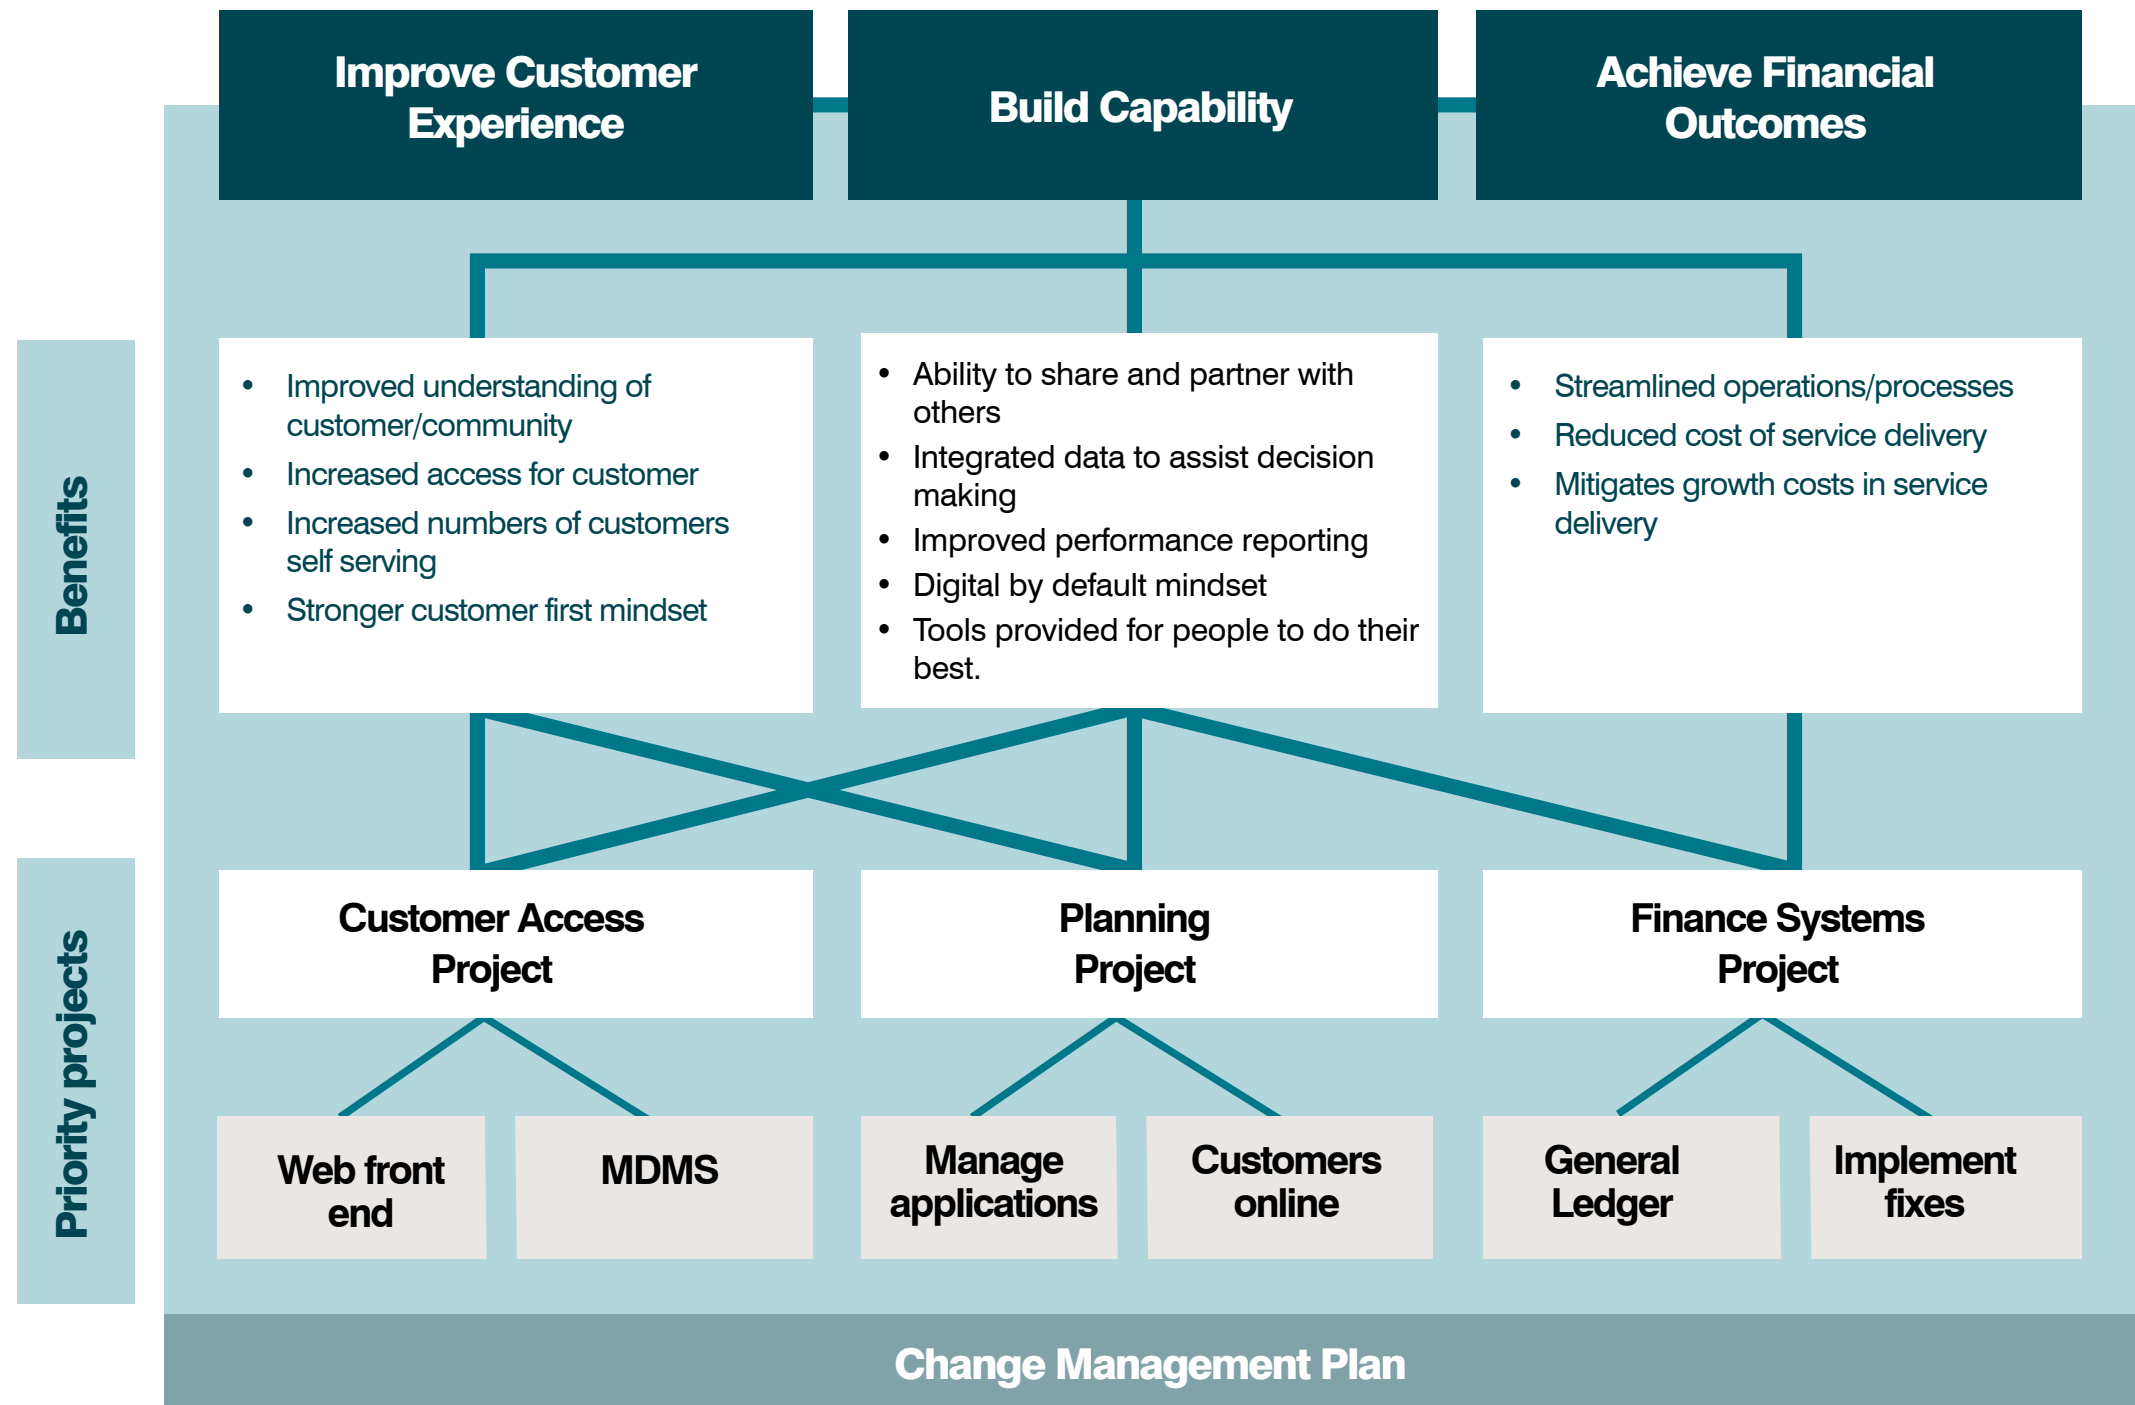 Improve Customer
Experience
Build Capability
Achieve Financial
Outcomes
Benefits
• Improved understanding of
customer/community
• Increased access for customer
• Increased numbers of customers
self serving
• Stronger customer first mindset
• Ability to share and partner with
others
• Integrated data to assist decision
making
• Improved performance reporting
• Digital by default mindset
• Tools provided for people to do their
best.
• Streamlined operations/processes
• Reduced cost of service delivery
• Mitigates growth costs in service
delivery
Priority projects
Customer Access
Project
Planning
Project
Finance Systems
Project
Web front
end
MDMS
Manage
applications
Customers
online
General
Ledger
Implement
fixes
Change Management Plan